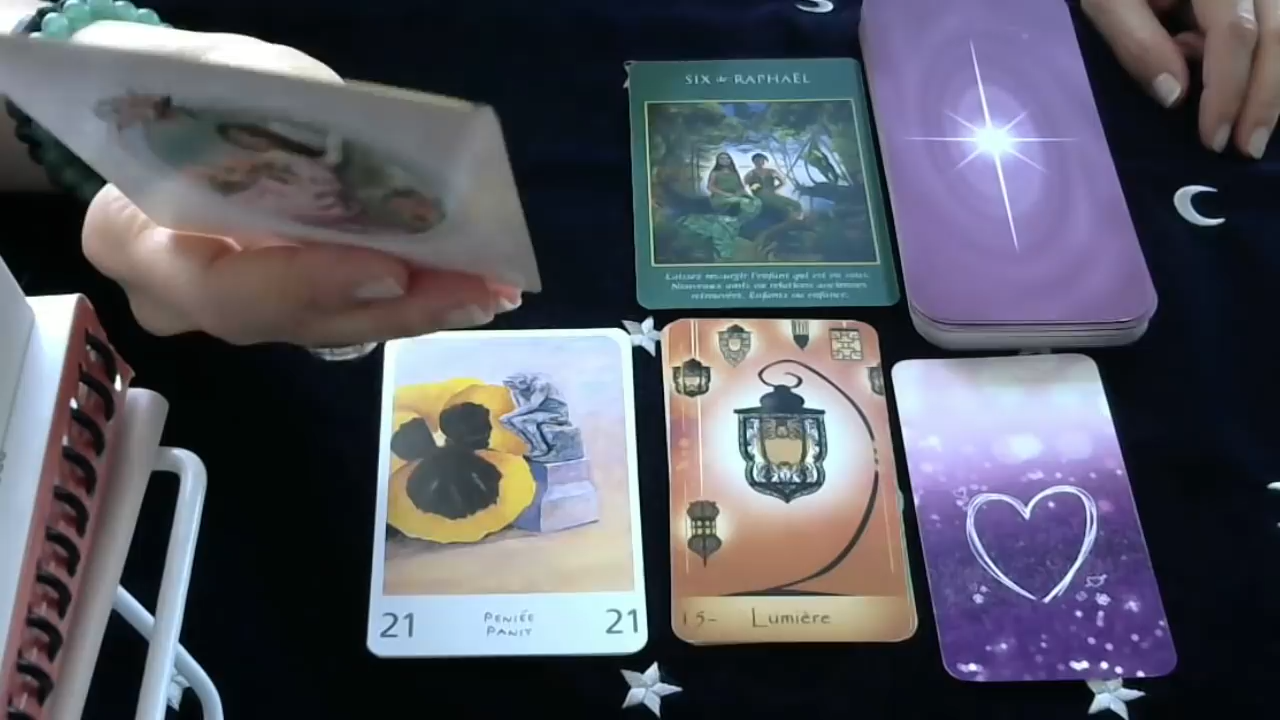 SIX de RAPHAËL
Laissez resurgir l'enfant qui est en vous.
Nouveaux amis ou relations anciennes
retrouvées. Enfants ou enfance.
21
PENSÉE
PANSY
21
15- Lumière